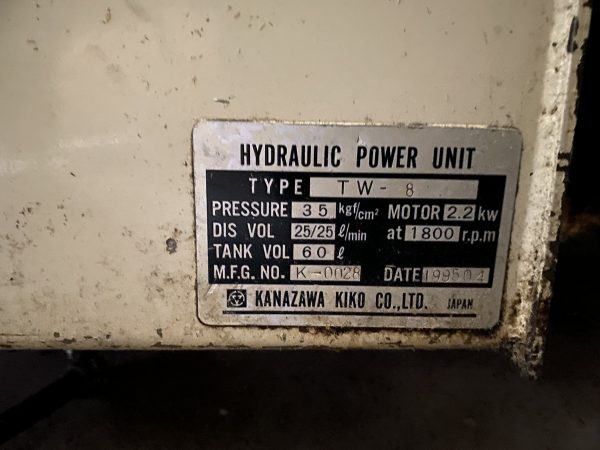 HYDRAULIC POWER UNIT
TYPE TW-8
PRESSURE 35 kgf/cm² MOTOR 2.2 kw
DIS VOL 25/25 ℓ/min at 1800 r.p.m
TANK VOL 60 ℓ
M.F.G. NO. K-0028 DATE 1995.04
KANAZAWA KIKO CO.,LTD. JAPAN